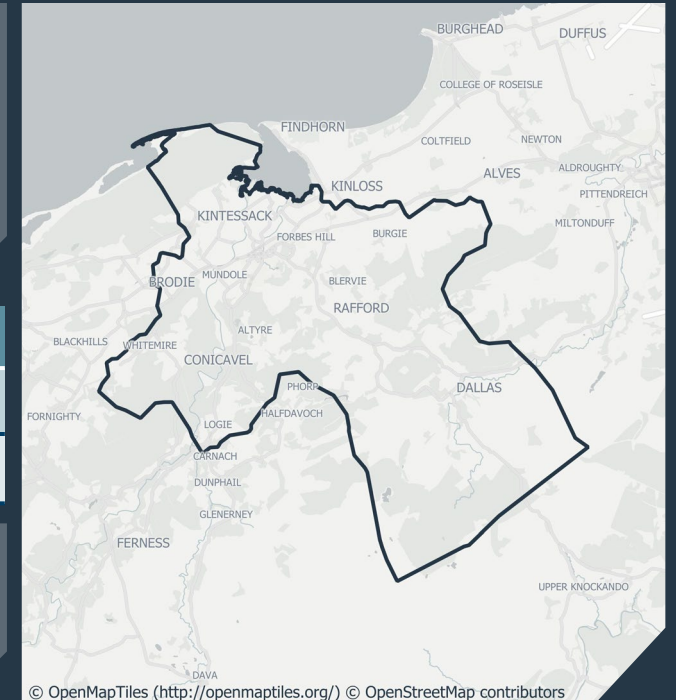 BURGHEAD
DUFFUS
COLLEGE OF ROSEISLE
FINDHORN
COLTFIELD
NEWTON
ALDROUGHTY
ALVES
KINLOSS
PITTENDREICH
KINTESSACK
MILTONDUFF
FORBES HILL
BURGIE
MUNDOLE
BRODIE
BLERVIE
RAFFORD
ALTYRE
BLACKHILLS
WHITEMIRE
CONICAVEL
DALLAS
PHORP
HALFDAVOCH
FORNIGHTY
LOGIE
CARNACH
DUNPHAIL
GLENERNEY
FERNESS
UPPER KNOCKANDO
DAVA
© OpenMapTiles (http://openmaptiles.org/) © OpenStreetMap contributors